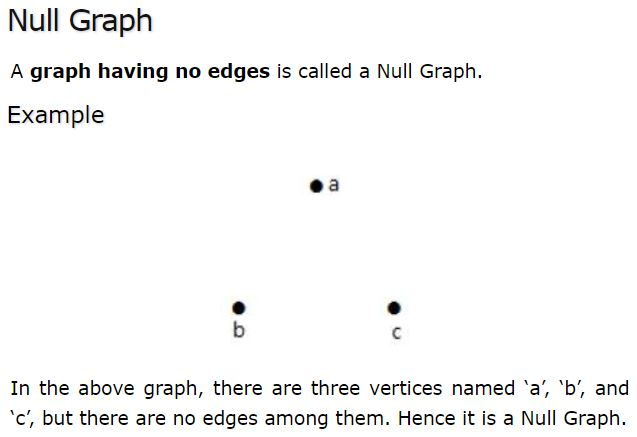 Null Graph
A graph having no edges is called a Null Graph.
Example
a
b
c
In the above graph, there are three vertices named ‘a’, ‘b’, and
‘c’, but there are no edges among them. Hence it is a Null Graph.